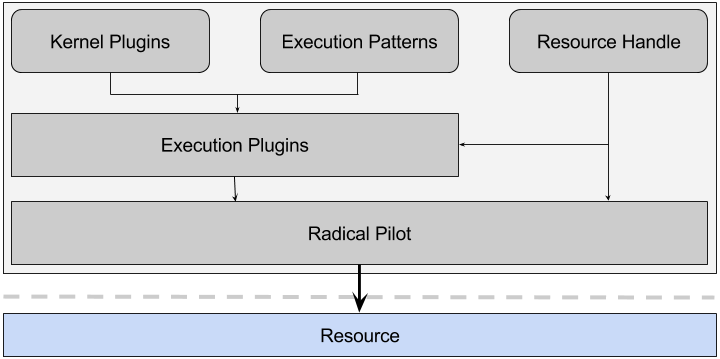 Kernel Plugins
Execution Patterns
Resource Handle
Execution Plugins
Radical Pilot
Resource